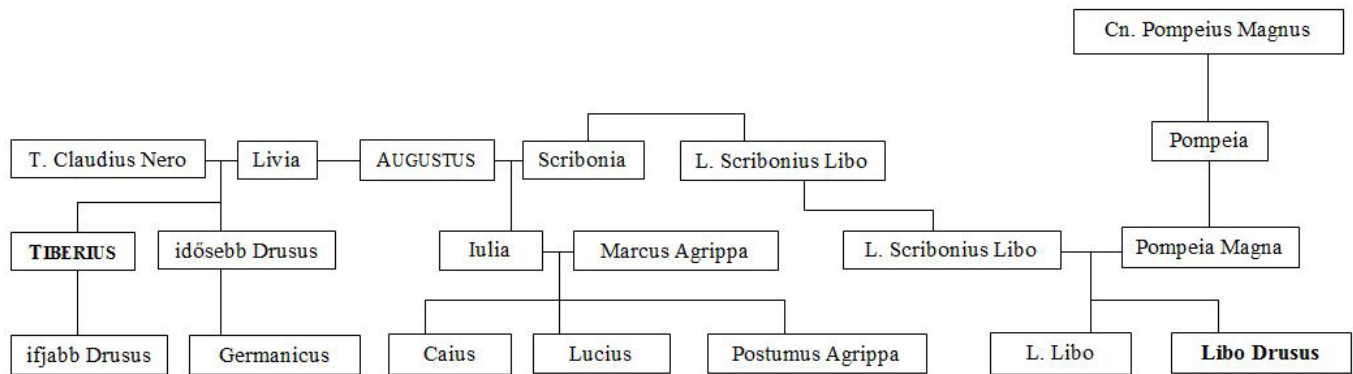 Cn. Pompeius Magnus
Pompeia
T. Claudius Nero
Livia
AUGUSTUS
Scribonia
L. Scribonius Libo
TIBERIUS
idősebb Drusus
Iulia
Marcus Agrippa
L. Scribonius Libo
Pompeia Magna
ifjabb Drusus
Germanicus
Caius
Lucius
Postumus Agrippa
L. Libo
Libo Drusus